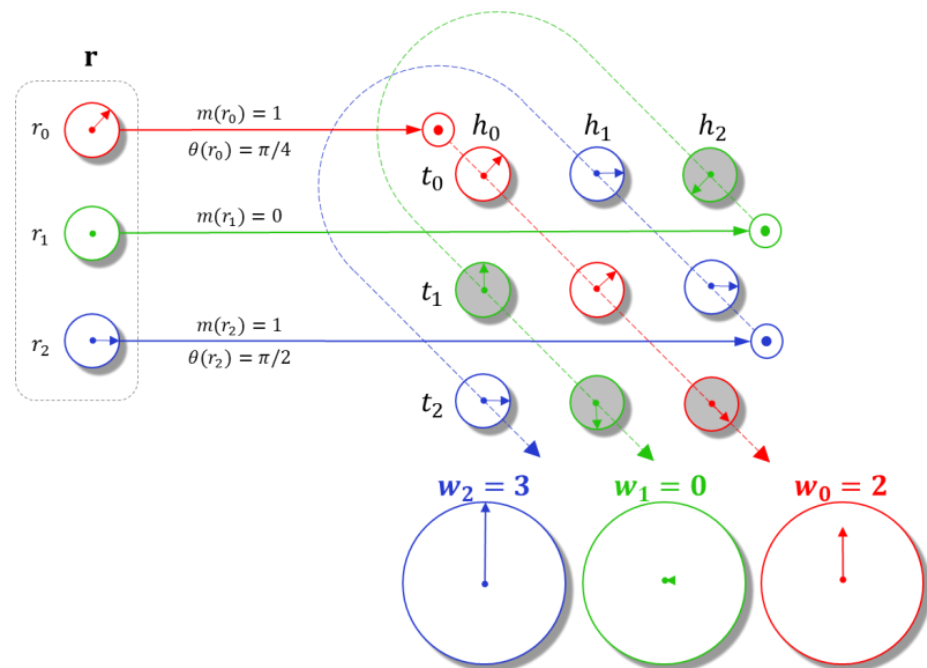 r
r₀
m(r₀) = 1
θ(r₀) = π/4
h₀
h₁
h₂
t₀
r₁
m(r₁) = 0
t₁
r₂
m(r₂) = 1
θ(r₂) = π/2
t₂
w₂ = 3
w₁ = 0
w₀ = 2